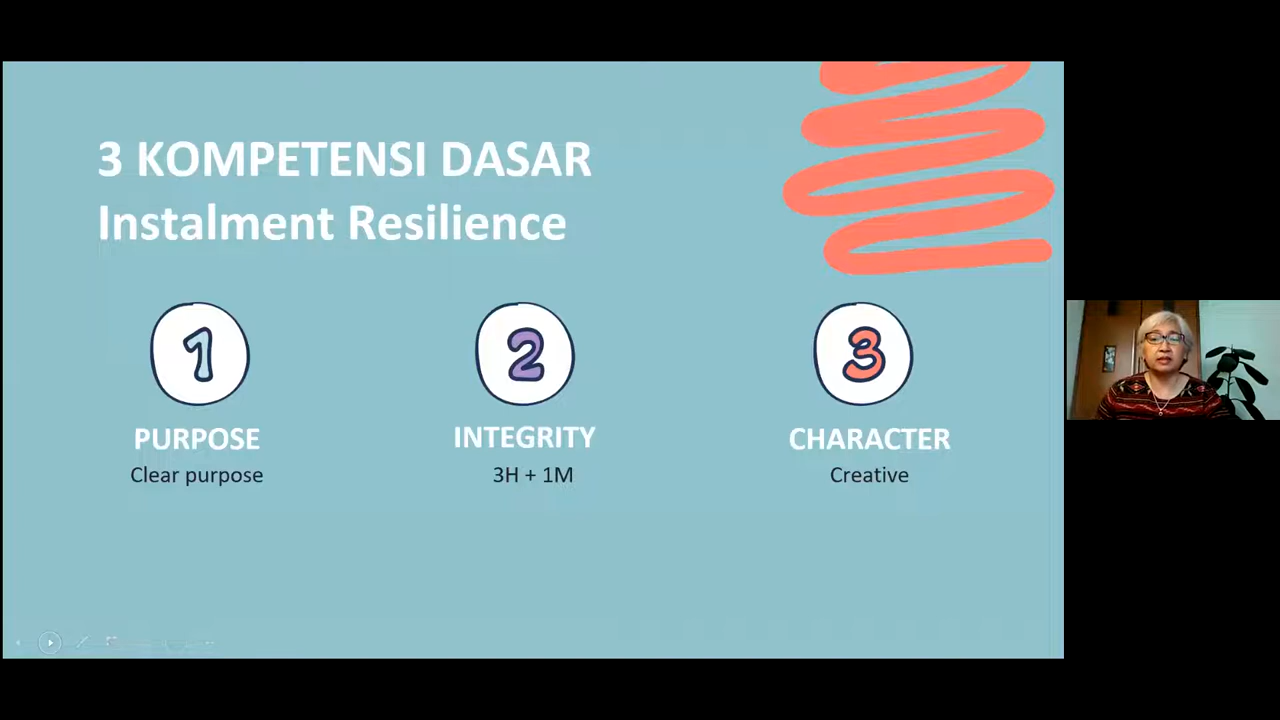 3 KOMPETENSI DASAR
Instalment Resilience
1
2
3
PURPOSE
INTEGRITY
CHARACTER
Clear purpose
3H + 1M
Creative